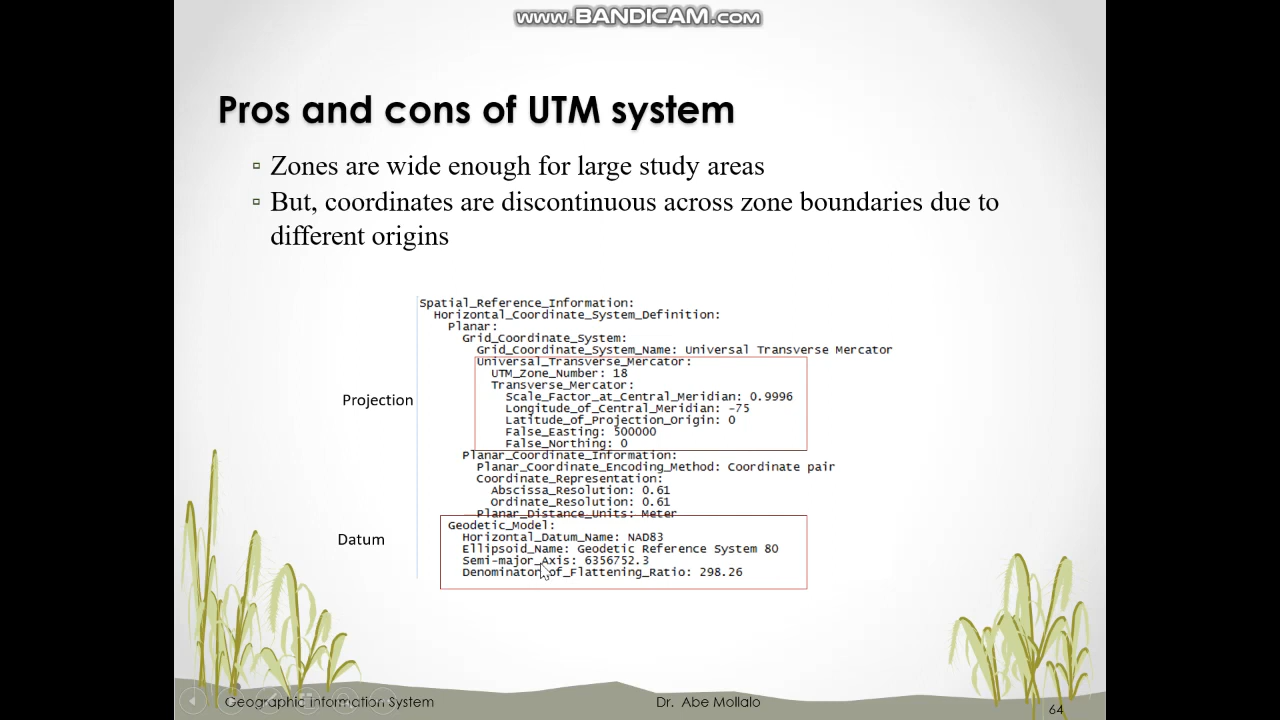 www.BANDICAM.com
Pros and cons of UTM system
▫ Zones are wide enough for large study areas
▫ But, coordinates are discontinuous across zone boundaries due to
different origins
Spatial_Reference_Information:
Horizontal_Coordinate_System_Definition:
Planar:
Grid_Coordinate_System:
Grid_Coordinate_System_Name: Universal Transverse Mercator
Universal_Transverse_Mercator:
UTM_Zone_Number: 18
Transverse_Mercator:
Scale_Factor_at_Central_Meridian: 0.9996
Projection
Longitude_of_Central_Meridian: -75
Latitude_of_Projection_Origin: 0
False_Easting: 500000
False_Northing: 0
Planar_Coordinate_Information:
Planar_Coordinate_Encoding_Method: Coordinate pair
Coordinate_Representation:
Abscissa_Resolution: 0.61
Ordinate_Resolution: 0.61
Planar_Distance_Units: Meter
Geodetic_Model:
Datum
Horizontal_Datum_Name: NAD83
Ellipsoid_Name: Geodetic Reference System 80
Semi-major_Axis: 6356752.3
Denominator_of_Flattening_Ratio: 298.26
Geographic Information System
Dr. Abe Mollalo
64